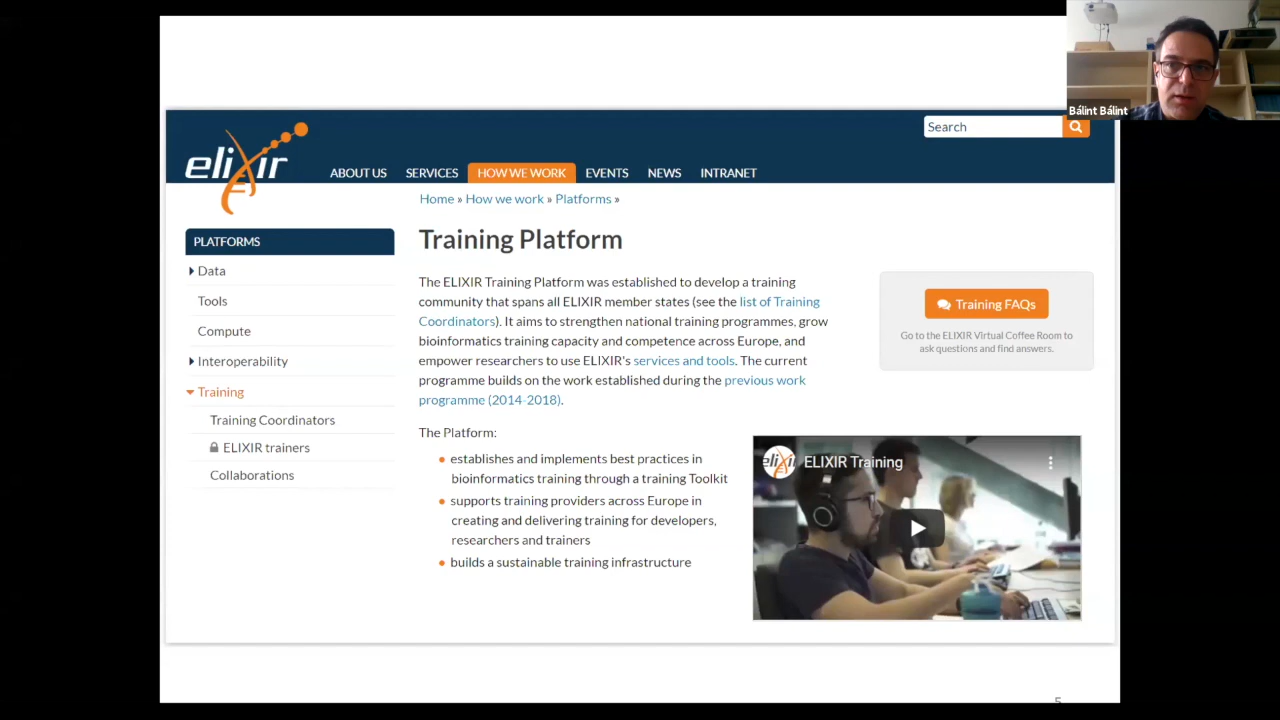 Bálint Bálint
elixir
Search
ABOUT US SERVICES HOW WE WORK EVENTS NEWS INTRANET
Home » How we work » Platforms »
PLATFORMS
Data
Tools
Compute
Interoperability
Training
Training Coordinators
ELIXIR trainers
Collaborations
Training Platform
The ELIXIR Training Platform was established to develop a training
community that spans all ELIXIR member states (see the list of Training
Coordinators). It aims to strengthen national training programmes, grow
bioinformatics training capacity and competence across Europe, and
empower researchers to use ELIXIR's services and tools. The current
programme builds on the work established during the previous work
programme (2014-2018).
The Platform:
establishes and implements best practices in
bioinformatics training through a training Toolkit
supports training providers across Europe in
creating and delivering training for developers,
researchers and trainers
builds a sustainable training infrastructure
Training FAQs
Go to the ELIXIR Virtual Coffee Room to
ask questions and find answers.
elixir
ELIXIR Training
5